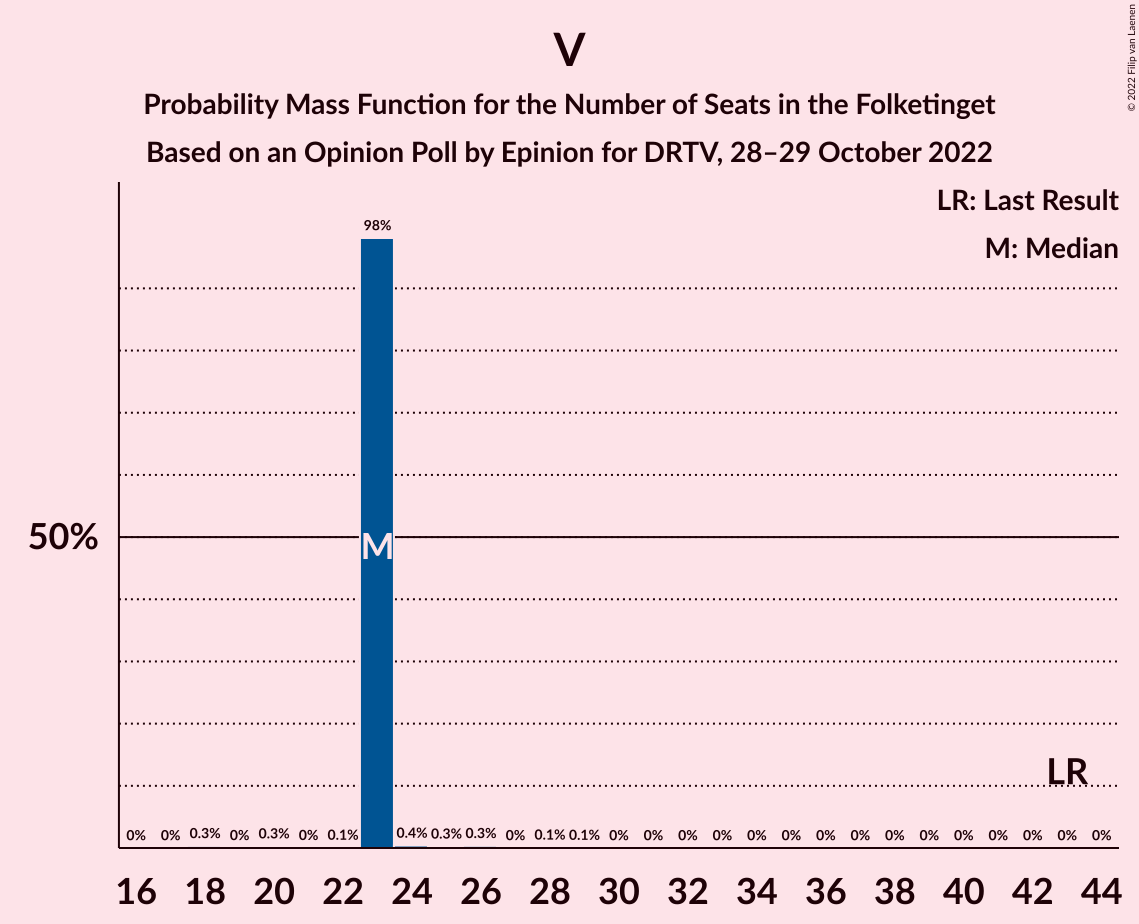 V
Probability Mass Function for the Number of Seats in the Folketinget
Based on an Opinion Poll by Epinion for DRTV, 28–29 October 2022
© 2022 Filip van Laenen
LR: Last Result
M: Median
98%
50%
M
LR
0% 0% 0.3% 0% 0.3% 0% 0.1% 0.4% 0.3% 0.3% 0% 0.1% 0.1% 0% 0% 0% 0% 0% 0% 0% 0% 0% 0% 0% 0% 0% 0% 0%
16 18 20 22 24 26 28 30 32 34 36 38 40 42 44